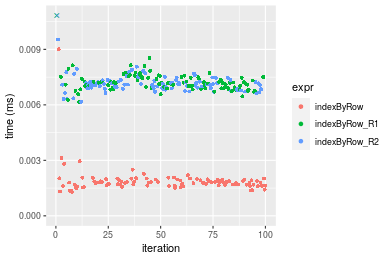 0.009
0.006
0.003
0.000
time (ms)
0
25
50
75
100
iteration
expr
indexByRow
indexByRow_R1
indexByRow_R2